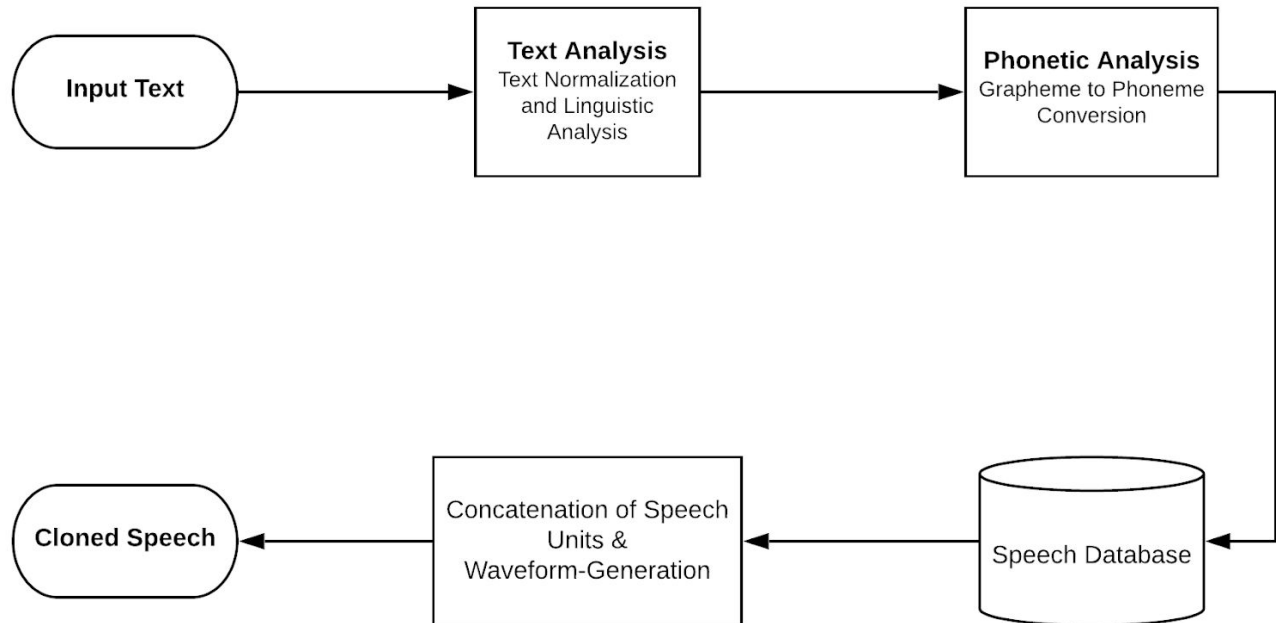 Input Text
Text Analysis
Text Normalization
and Linguistic
Analysis
Phonetic Analysis
Grapheme to Phoneme
Conversion
Speech Database
Concatenation of Speech
Units &
Waveform-Generation
Cloned Speech